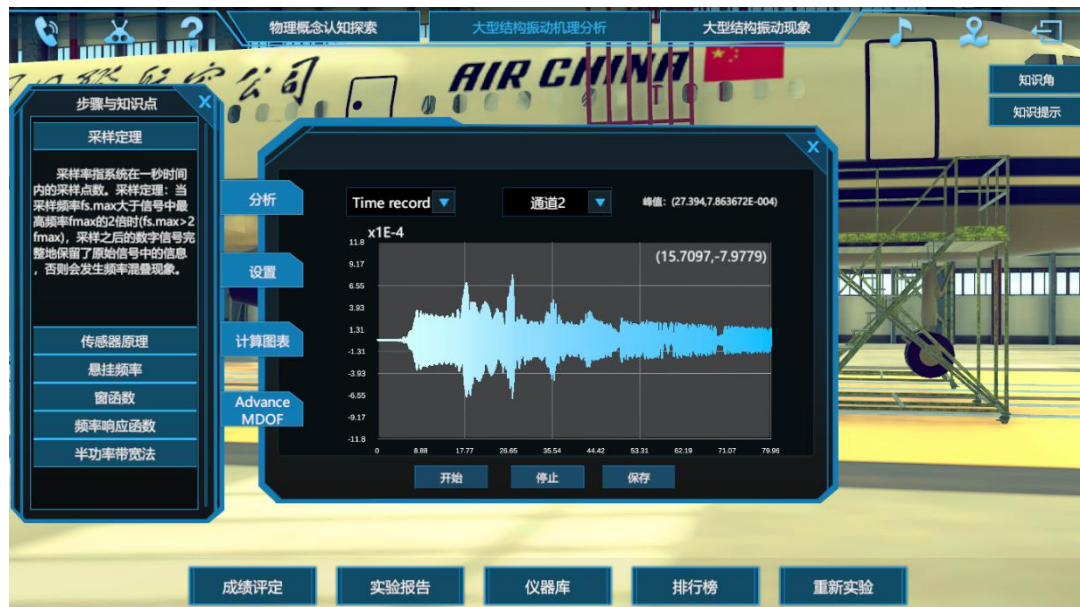 物理概念认知探索
大型结构振动机理分析
大型结构振动现象
AIR CHINA
知识角
知识提示
步骤与知识点
X
采样定理
采样率指系统在一秒时间
内的采样点数。采样定理：当
采样频率fs.max大于信号中最
高频率fmax的2倍时(fs.max>2
fmax)，采样之后的数字信号完
整地保留了原始信号中的信息
，否则会发生频率混叠现象。
传感器原理
悬挂频率
窗函数
频率响应函数
半功率带宽法
X
分析
设置
计算图表
Advance
MDOF
Time record
通道2
峰值：(27.394,7.863672E-004)
x1E-4
(15.7097,-7.9779)
11.8
9.17
6.55
3.93
1.31
-1.31
-3.93
-6.55
-9.17
-11.8
0 8.88 17.77 26.65 35.54 44.42 53.31 62.19 71.07 79.96
开始
停止
保存
成绩评定
实验报告
仪器库
排行榜
重新实验